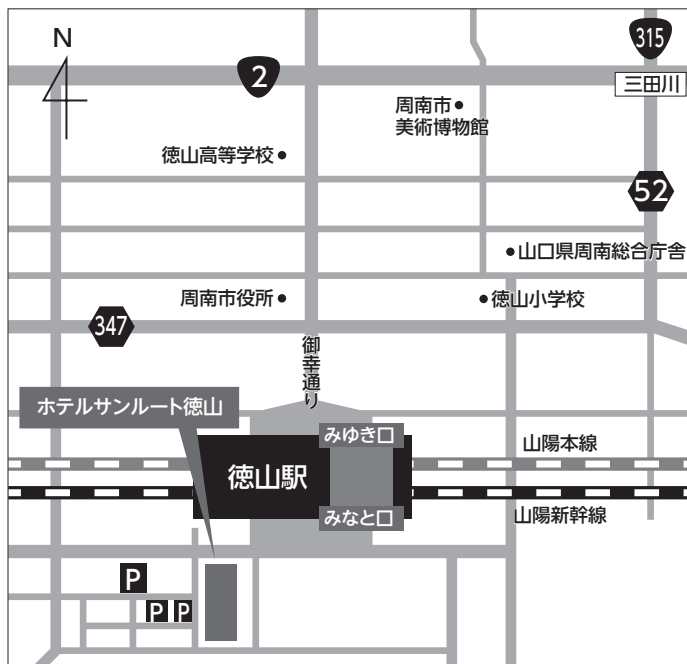 N
2
315
三田川
周南市
美術博物館
徳山高等学校
52
山口県周南総合庁舎
周南市役所
徳山小学校
347
御幸通り
ホテルサンルート徳山
みゆき口
山陽本線
徳山駅
山陽新幹線
みなと口
P
P P